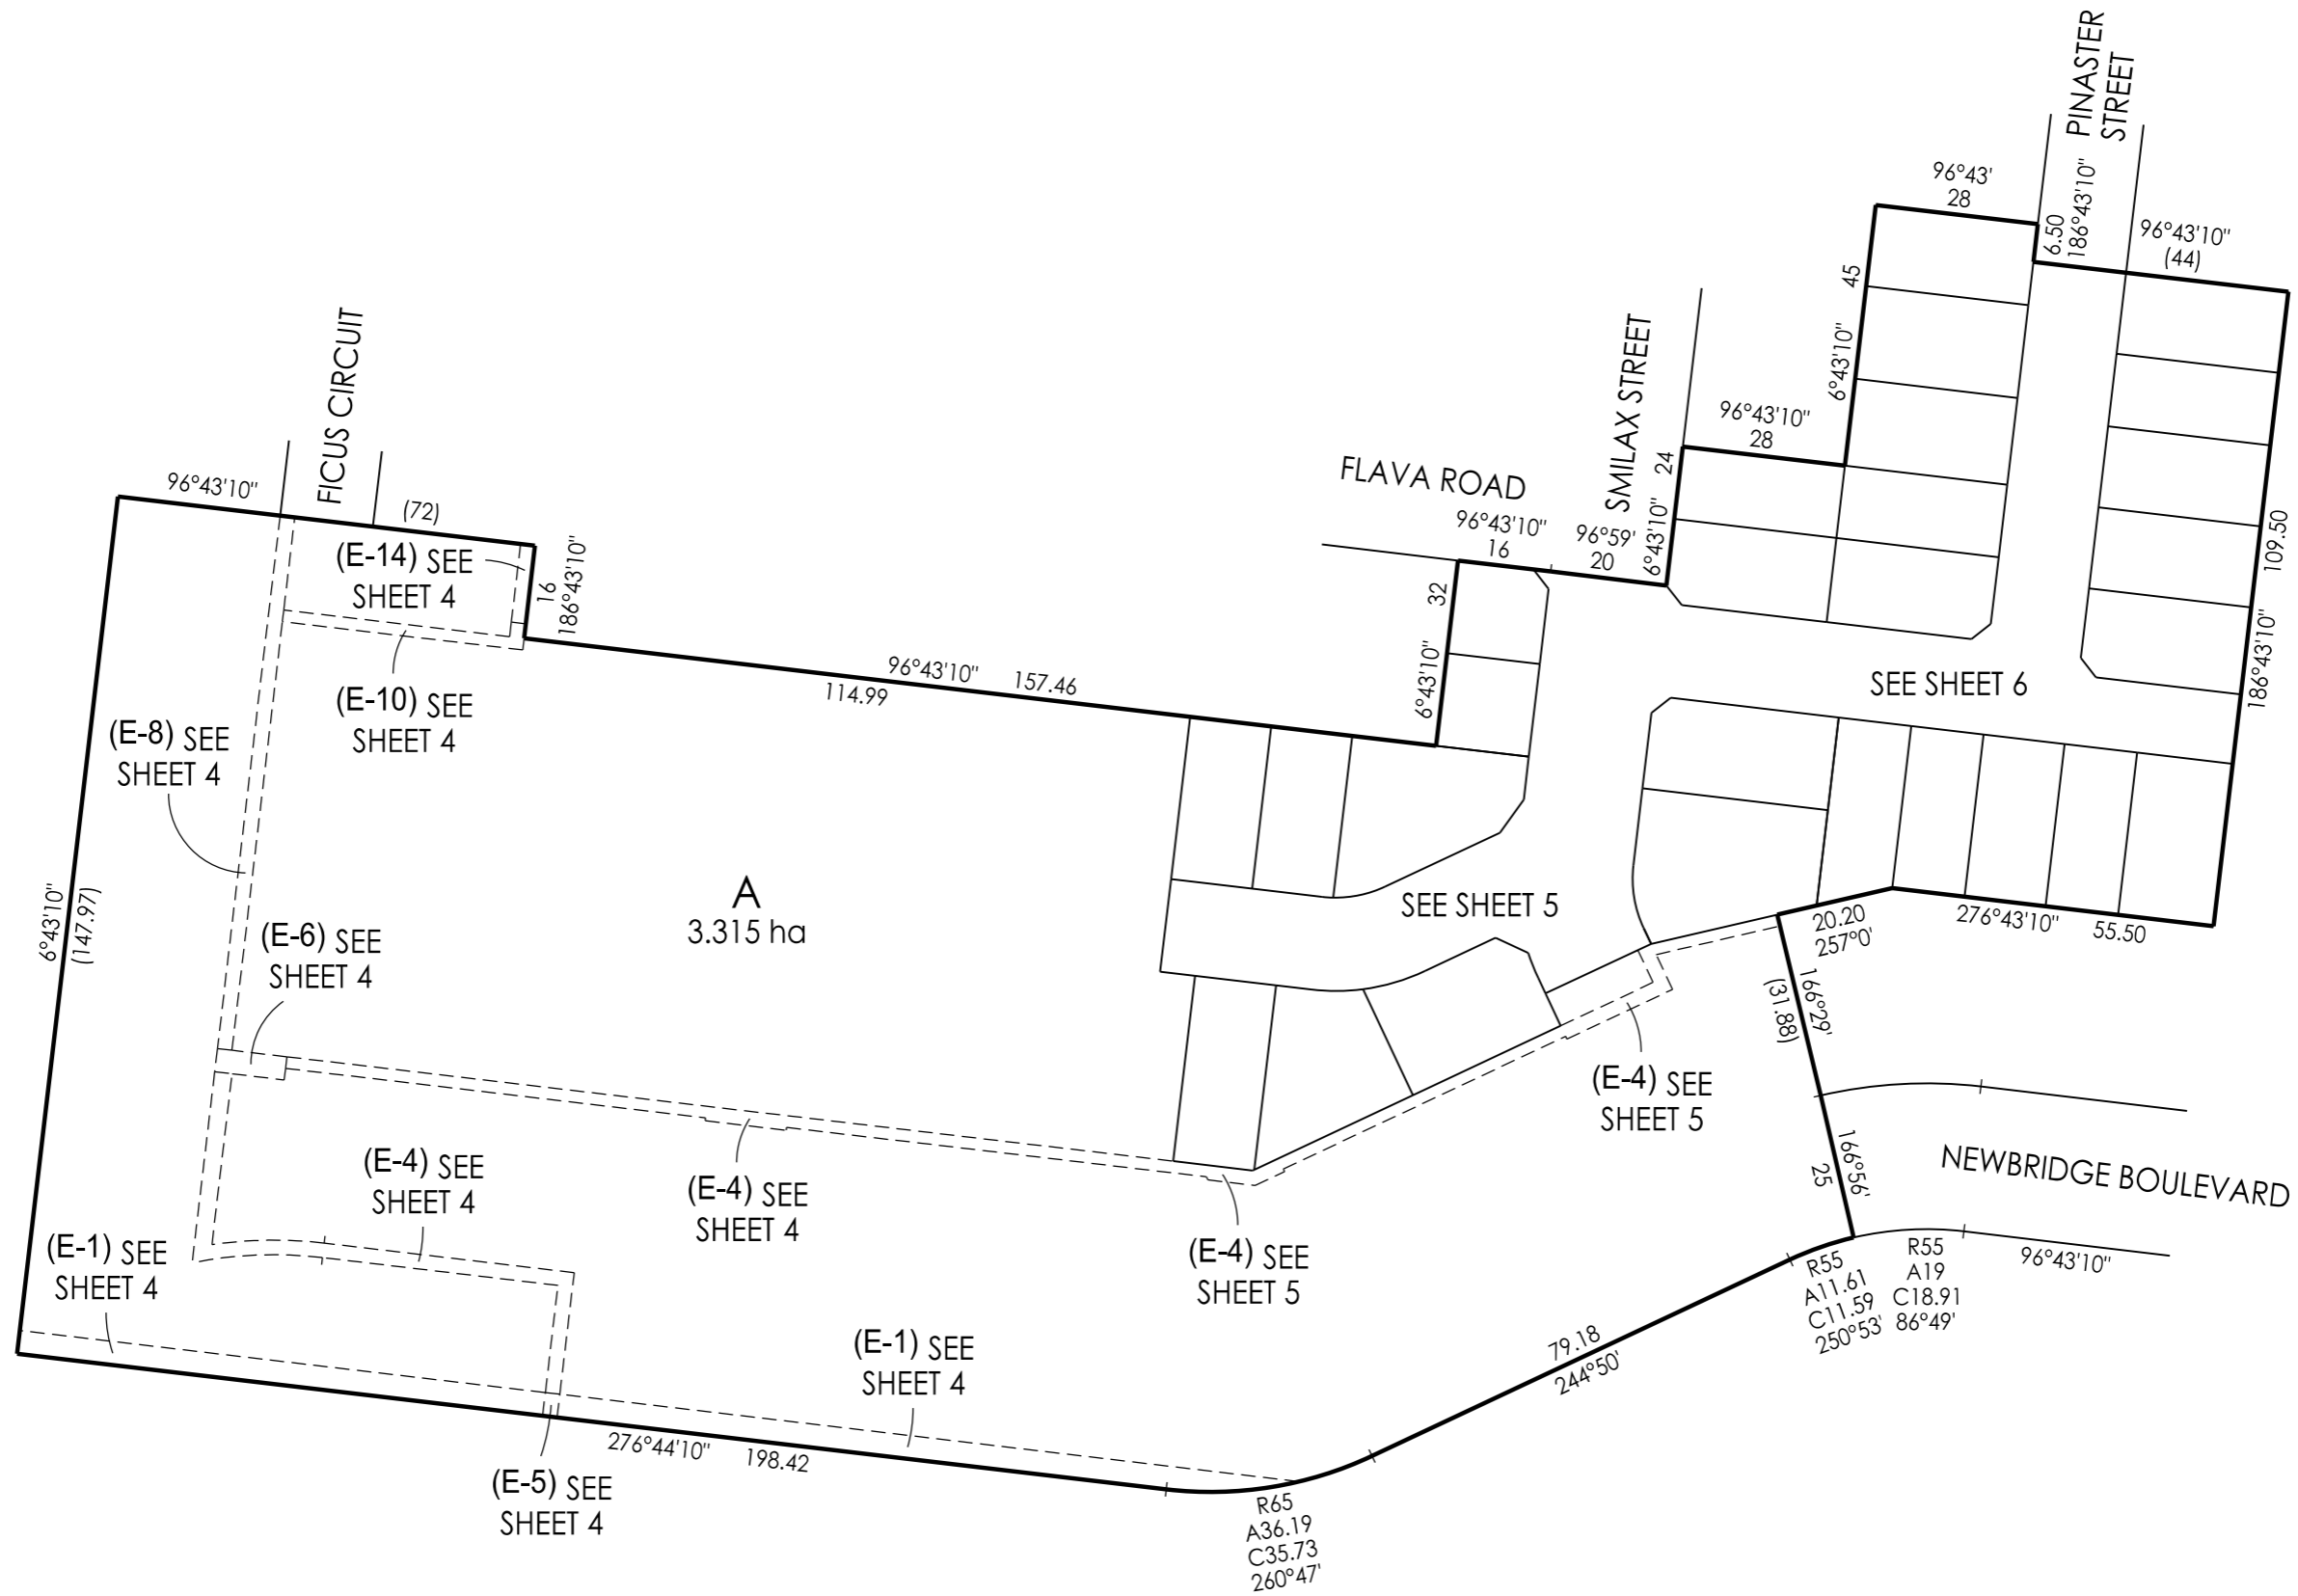 PINASTER
STREET
96°43'
28
6.50
186°43'10"
96°43'10"
(44)
45
6°43'10"
FICUS CIRCUIT
SMILAX STREET
96°43'10"
28
24
6°43'10"
FLAVA ROAD
96°43'10"
16
96°59'
20
96°43'10"
(72)
(E-14) SEE
SHEET 4
16
186°43'10"
32
6°43'10"
109.50
186°43'10"
(E-10) SEE
SHEET 4
96°43'10"
157.46
114.99
SEE SHEET 6
(E-8) SEE
SHEET 4
A
3.315 ha
SEE SHEET 5
6°43'10"
(147.97)
(E-6) SEE
SHEET 4
20.20
257°0'
276°43'10"
55.50
166°29'
(31.88)
(E-4) SEE
SHEET 5
166°56'
25
NEWBRIDGE BOULEVARD
(E-4) SEE
SHEET 4
(E-4) SEE
SHEET 4
(E-1) SEE
SHEET 4
(E-4) SEE
SHEET 5
R55
A11.61
C11.59
250°53'
R55
A19
C18.91
86°49'
96°43'10"
(E-1) SEE
SHEET 4
79.18
244°50'
276°44'10"
198.42
(E-5) SEE
SHEET 4
R65
A36.19
C35.73
260°47'